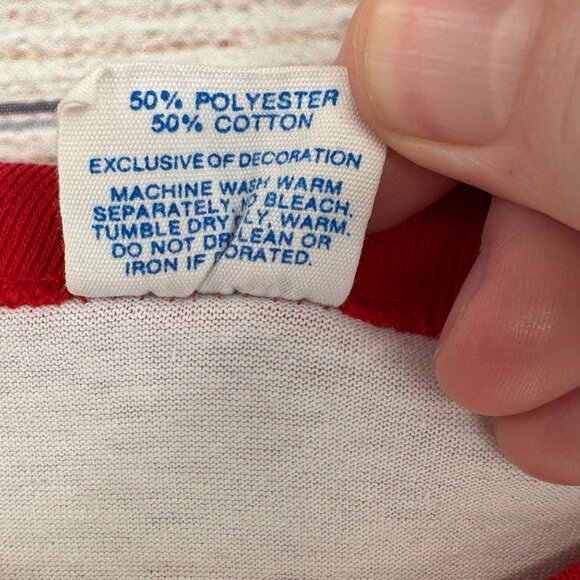 50% POLYESTER
50% COTTON
EXCLUSIVE OF DECORATION
MACHINE WASH WARM
SEPARATELY, NO BLEACH.
TUMBLE DRY WARM.
DO NOT OR
IRON IF